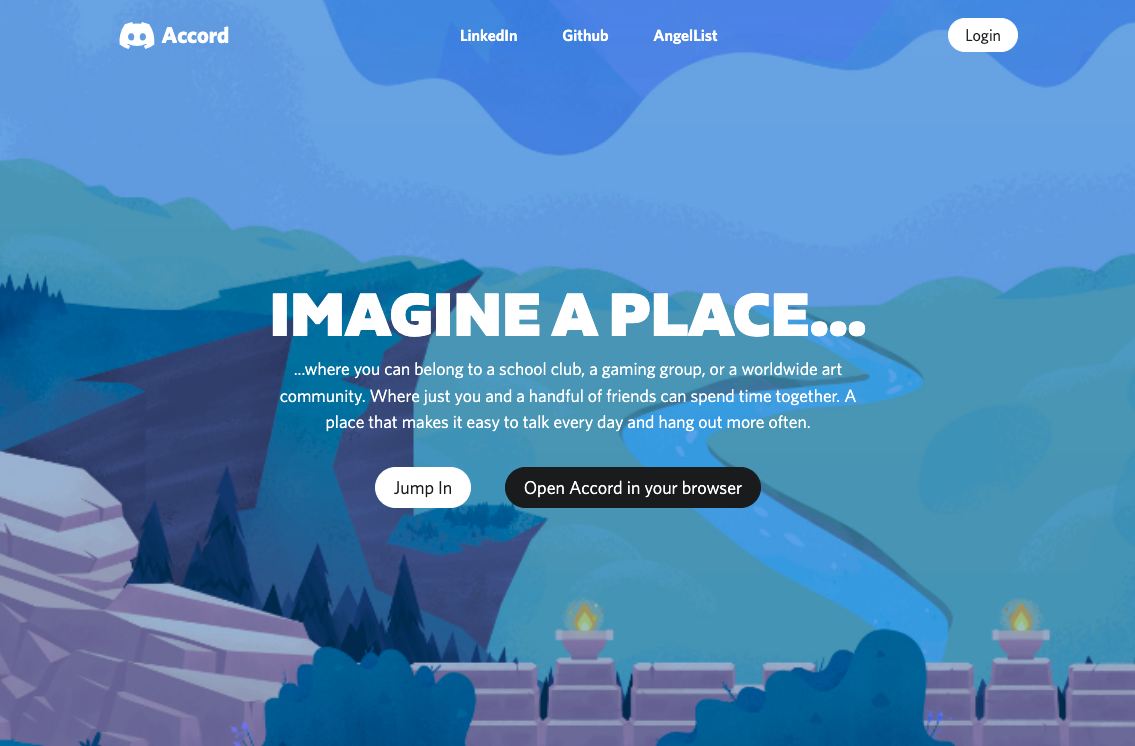 Accord
LinkedIn
Github
AngelList
Login
IMAGINE A PLACE...
...where you can belong to a school club, a gaming group, or a worldwide art
community. Where just you and a handful of friends can spend time together. A
place that makes it easy to talk every day and hang out more often.
Jump In
Open Accord in your browser